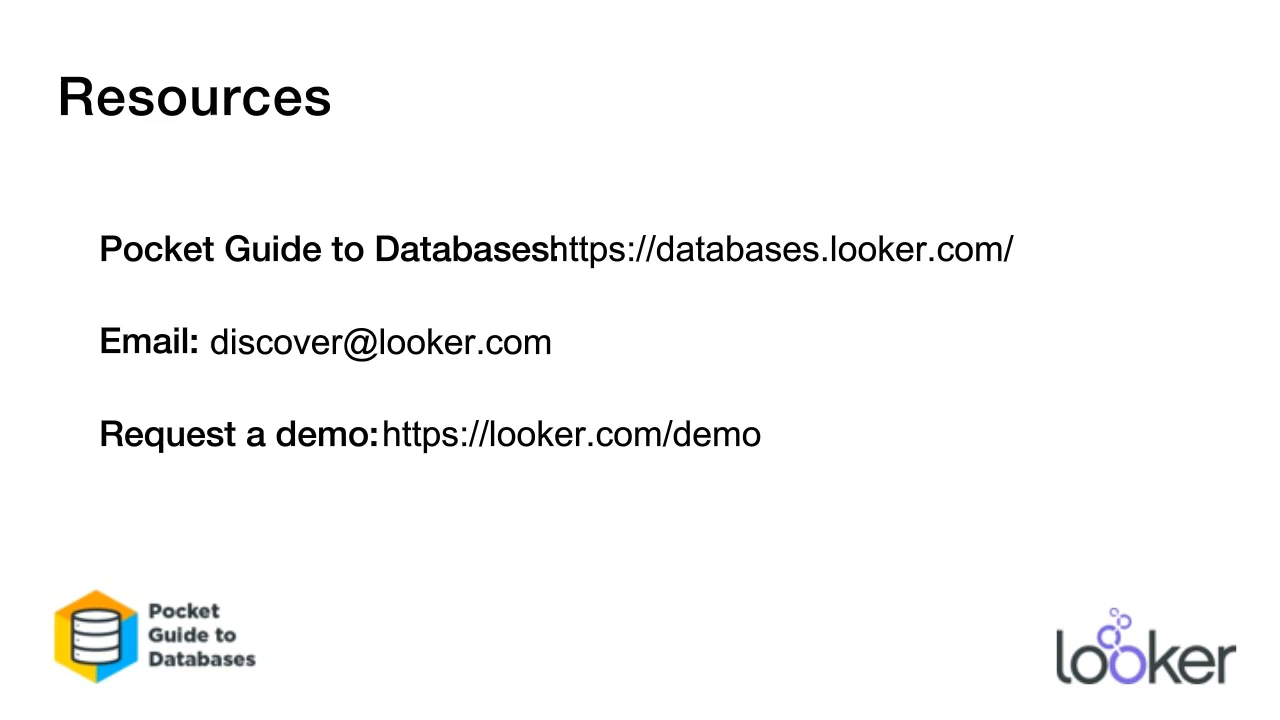 Resources
Pocket Guide to Databases: https://databases.looker.com/
Email: discover@looker.com
Request a demo: https://looker.com/demo
Pocket
Guide to
Databases
looker